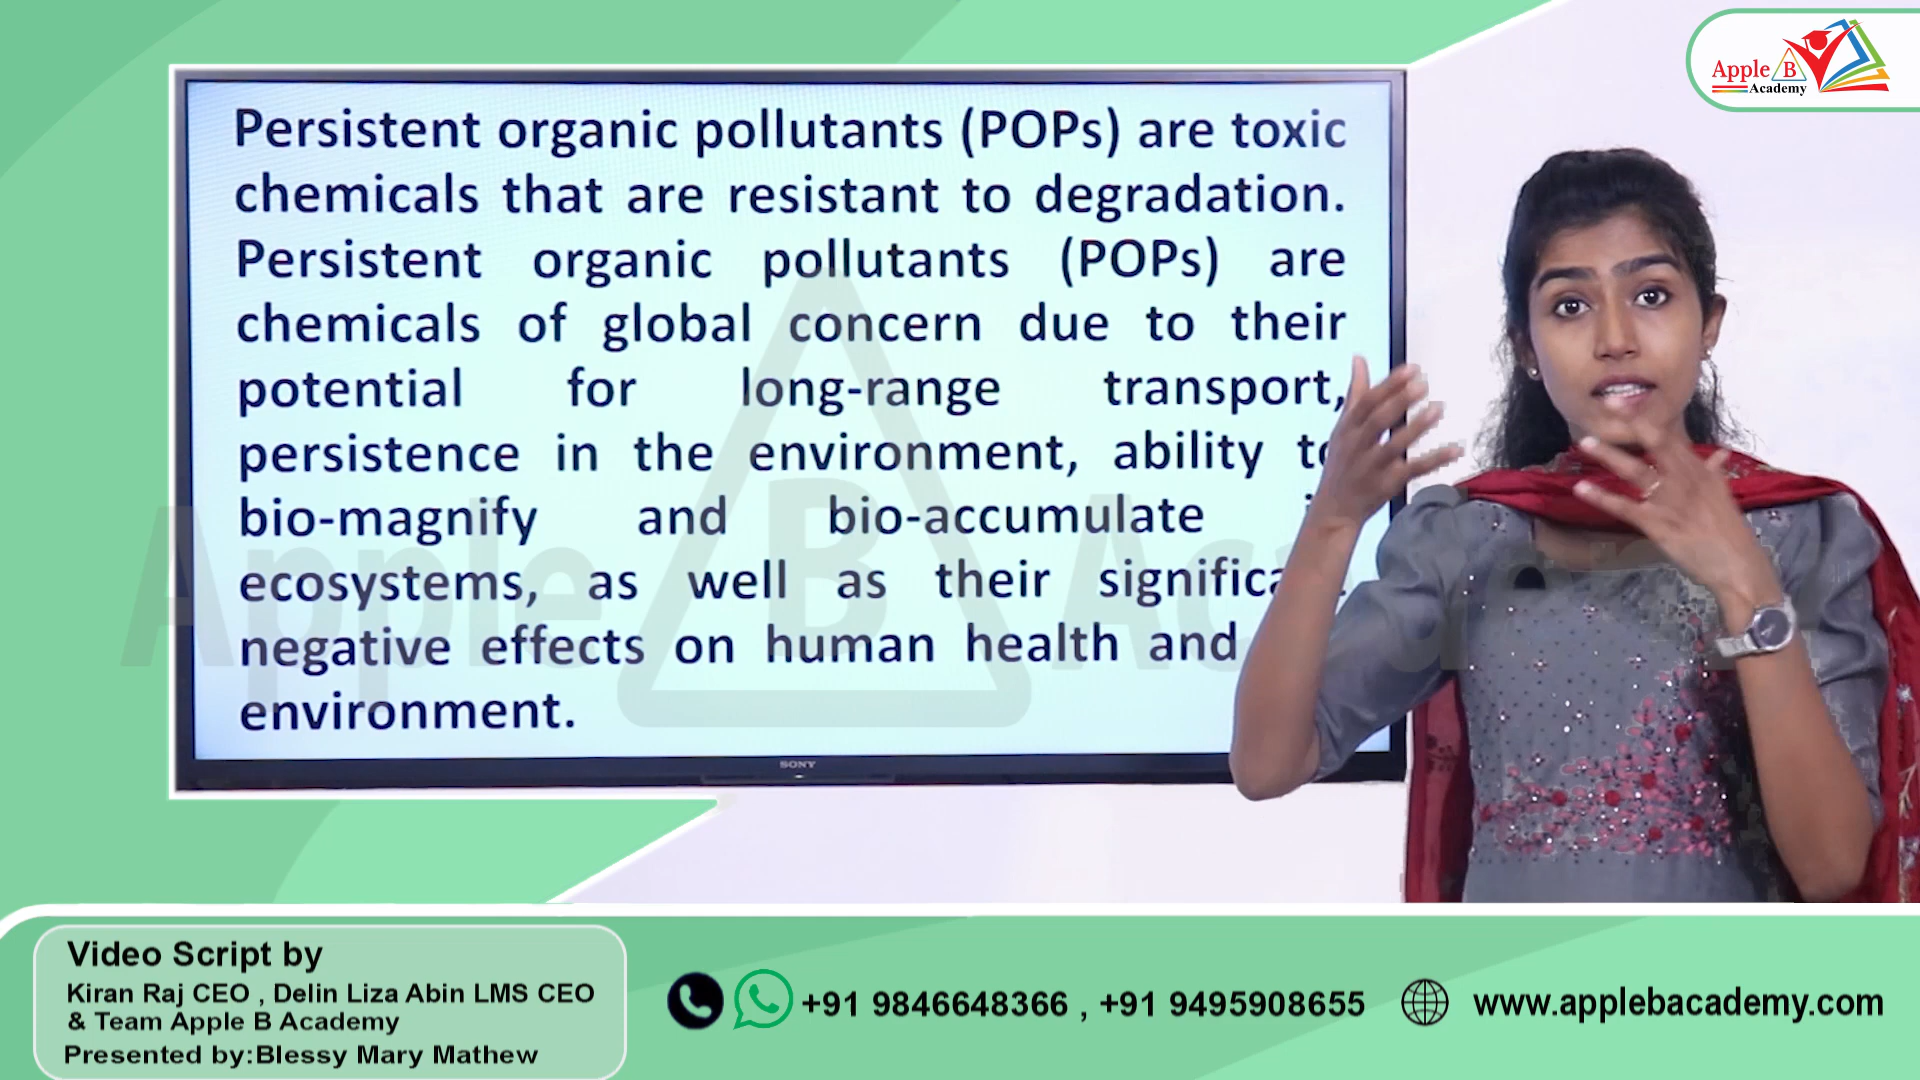 Apple B
Academy
Persistent organic pollutants (POPs) are toxic
chemicals that are resistant to degradation.
Persistent organic pollutants (POPs) are
chemicals of global concern due to their
potential for long-range transport,
persistence in the environment, ability
bio-magnify and bio-accumulate
ecosystems, as well as their
negative effects on human health and
environment.
SONY
Apple B Academy
Video Script by
Kiran Raj CEO , Delin Liza Abin LMS CEO
& Team Apple B Academy
Presented by:Blessy Mary Mathew
+91 9846648366 , +91 9495908655
www.applebacademy.com